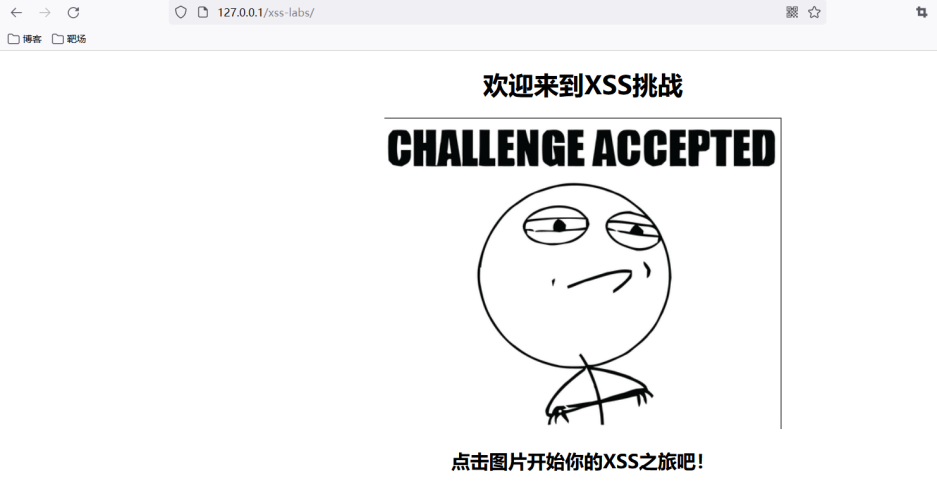 127.0.0.1/xss-labs/
博客 靶场
欢迎来到XSS挑战
CHALLENGE ACCEPTED
点击图片开始你的XSS之旅吧！